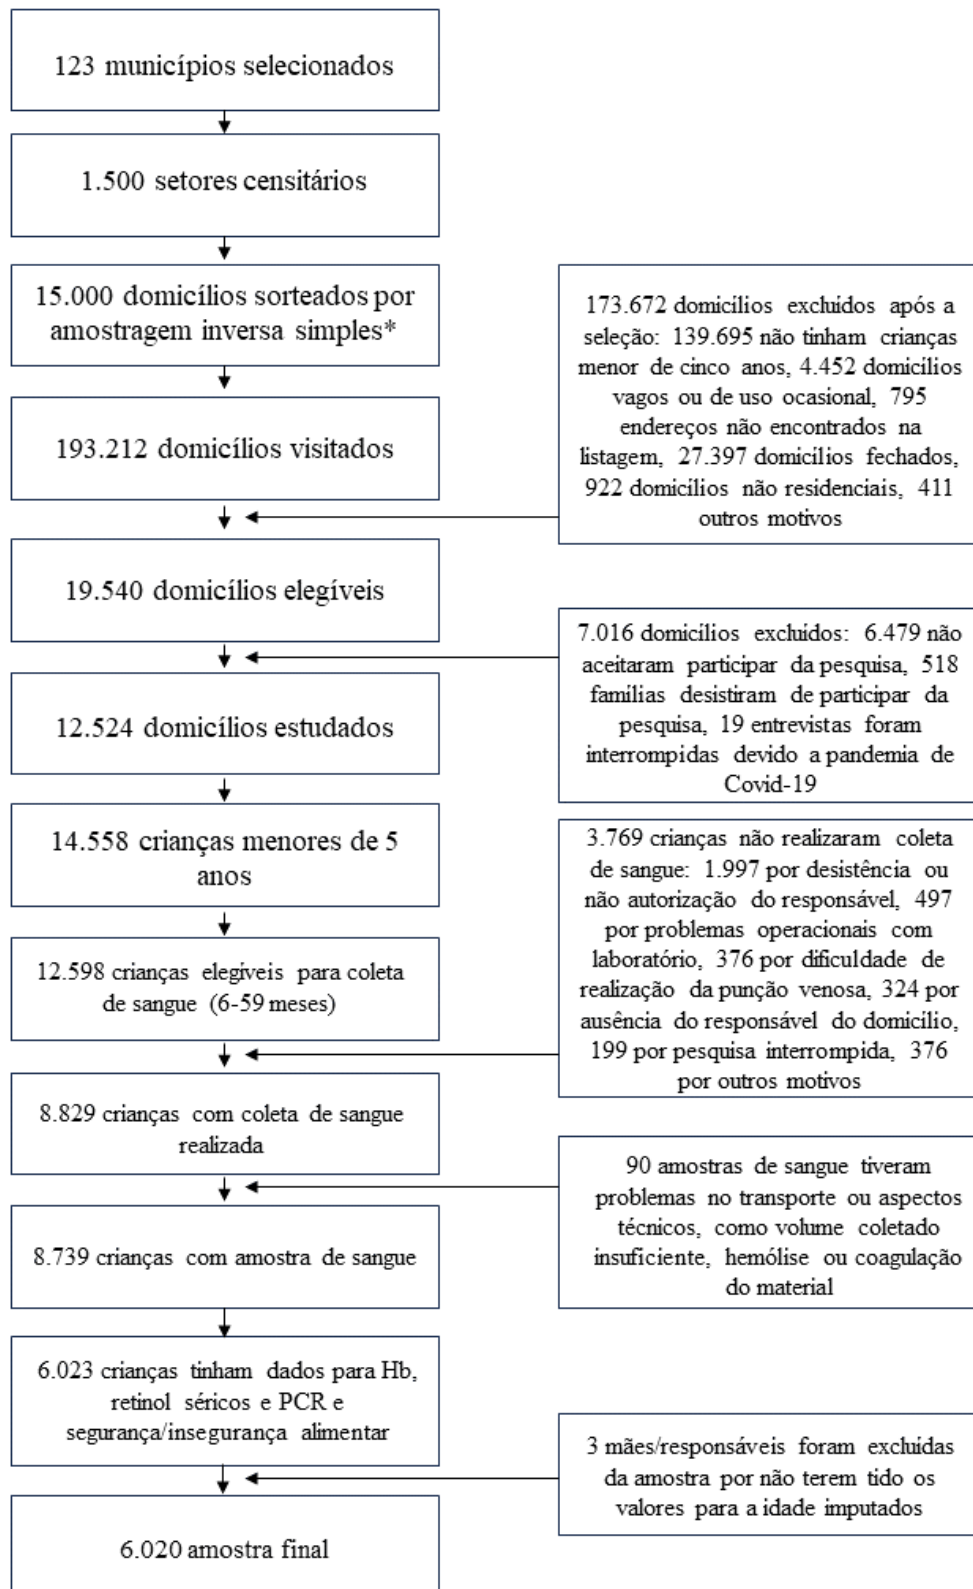 123 municípios selecionados
1.500 setores censitários
15.000 domicílios sorteados por
amostragem inversa simples*
193.212 domicílios visitados
173.672 domicílios excluidos após a
seleção: 139.695 não tinham crianças
menor de cinco anos, 4.452 domicílios
vagos ou de uso ocasional, 795
endereços não encontrados na
listagem, 27.397 domicílios fechados,
922 domicílios não residenciais, 411
outros motivos
19.540 domicílios elegíveis
7.016 domicílios excluidos: 6.479 não
aceitaram participar da pesquisa, 518
famílias desistiram de participar da
pesquisa, 19 entrevistas foram
interrompidas devido a pandemia de
Covid-19
12.524 domicílios estudados
14.558 crianças menores de 5
anos
3.769 crianças não realizaram coleta
de sangue: 1.997 por desistência ou
não autorização do responsável, 497
por problemas operacionais com
laboratório, 376 por dificuldade de
realização da punção venosa, 324 por
ausência do responsável do domicílio,
199 por pesquisa interrompida, 376
por outros motivos
12.598 crianças elegíveis para coleta
de sangue (6-59 meses)
8.829 crianças com coleta de sangue
realizada
90 amostras de sangue tiveram
problemas no transporte ou aspectos
técnicos, como volume coletado
insuficiente, hemólise ou coagulação
do material
8.739 crianças com amostra de sangue
6.023 crianças tinham dados para Hb,
retinol séricos e PCR e
segurança/insegurança alimentar
3 mães/responsáveis foram excluídas
da amostra por não terem tido os
valores para a idade imputados
6.020 amostra final